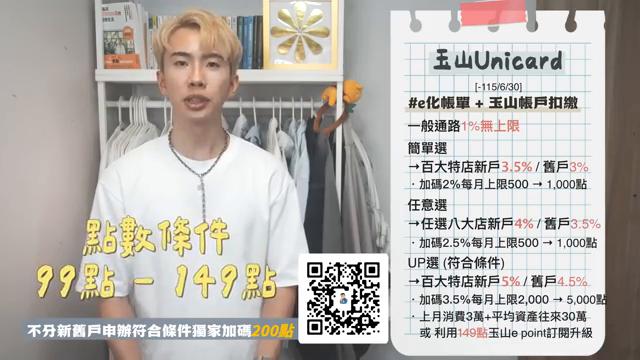 玉山Unicard
[-115/6/30]
#e化帳單 + 玉山帳戶扣繳
一般通路1%無上限
簡單選
→百大特店新戶3.5% / 舊戶3%
· 加碼2%每月上限500 → 1,000點
任意選
→任選八大店新戶4% / 舊戶3.5%
· 加碼2.5%每月上限500 → 1,000點
UP選 (符合條件)
→百大特店新戶5% / 舊戶4.5%
· 加碼3.5%每月上限2,000 → 5,000點
· 上月消費3萬+平均資產往來30萬
或 利用149點玉山e point訂閱升級
點數條件
99點 - 149點
不分新舊戶申辦符合條件獨家加碼200點